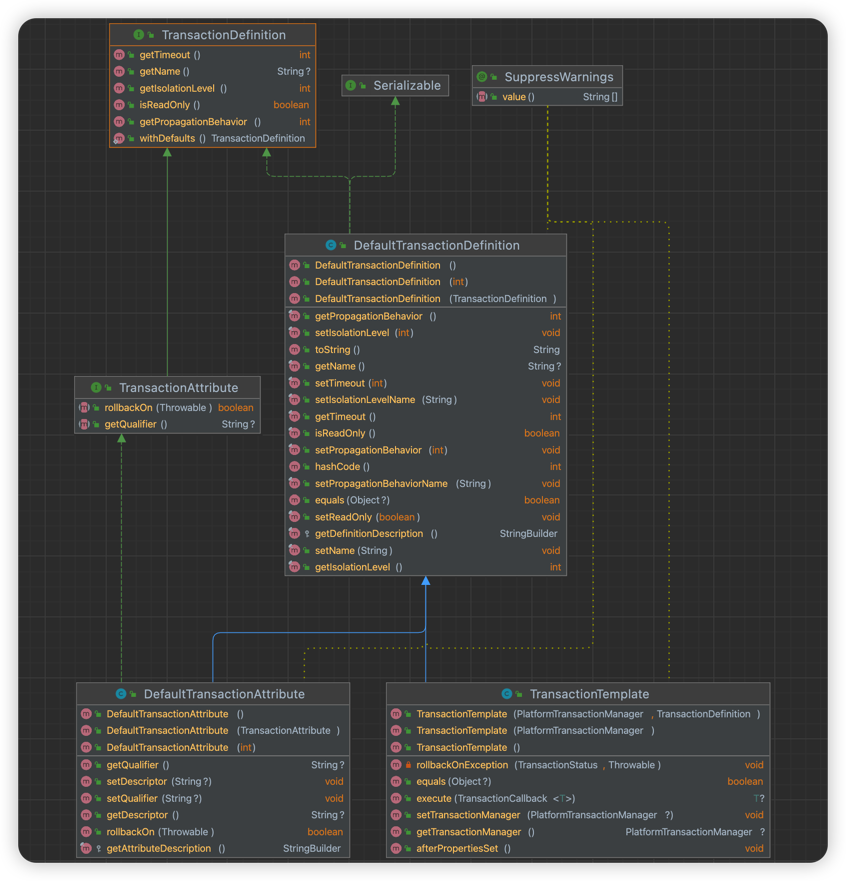 TransactionDefinition
getTimeout () int
getName () String?
getIsolationLevel () int
isReadOnly () boolean
getPropagationBehavior () int
withDefaults () TransactionDefinition
Serializable
SuppressWarnings
value () String[]
DefaultTransactionDefinition
DefaultTransactionDefinition ()
DefaultTransactionDefinition (int)
DefaultTransactionDefinition (TransactionDefinition )
getPropagationBehavior () int
setIsolationLevel (int) void
toString () String
getName () String?
setTimeout (int) void
setIsolationLevelName (String) void
getTimeout () int
isReadOnly () boolean
setPropagationBehavior (int) void
hashCode () int
setPropagationBehaviorName (String) void
equals (Object?) boolean
setReadOnly (boolean) void
getDefinitionDescription () StringBuilder
setName (String) void
getIsolationLevel () int
TransactionAttribute
rollbackOn (Throwable ) boolean
getQualifier () String?
DefaultTransactionAttribute
DefaultTransactionAttribute ()
DefaultTransactionAttribute (TransactionAttribute )
DefaultTransactionAttribute (int)
getQualifier () String?
setDescriptor (String?) void
setQualifier (String?) void
getDescriptor () String?
rollbackOn (Throwable ) boolean
getAttributeDescription () StringBuilder
TransactionTemplate
TransactionTemplate (PlatformTransactionManager , TransactionDefinition )
TransactionTemplate (PlatformTransactionManager )
TransactionTemplate ()
rollbackOnException (TransactionStatus , Throwable ) void
equals (Object?) boolean
execute (TransactionCallback <T>) T?
setTransactionManager (PlatformTransactionManager ?) void
getTransactionManager () PlatformTransactionManager ?
afterPropertiesSet () void